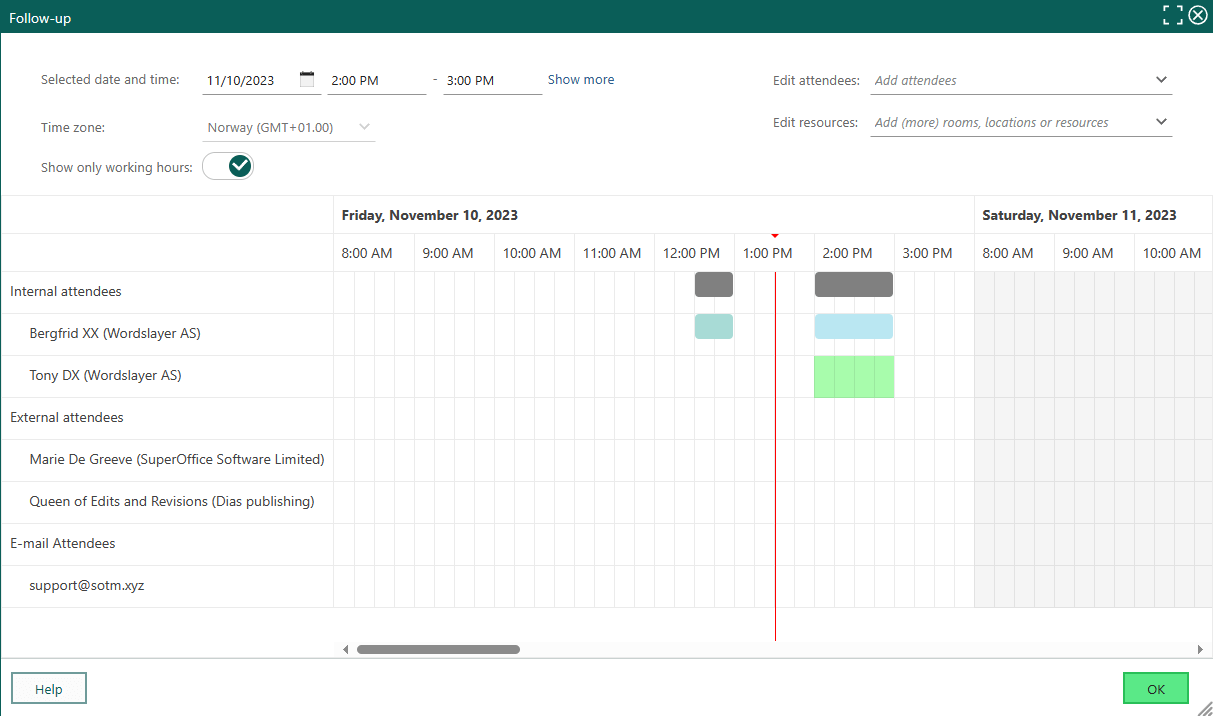 Follow-up
Selected date and time: 11/10/2023 2:00 PM - 3:00 PM Show more
Edit attendees: Add attendees
Time zone: Norway (GMT+01.00)
Edit resources: Add (more) rooms, locations or resources
Show only working hours:
Friday, November 10, 2023 Saturday, November 11, 2023
8:00 AM 9:00 AM 10:00 AM 11:00 AM 12:00 PM 1:00 PM 2:00 PM 3:00 PM 8:00 AM 9:00 AM 10:00 AM
Internal attendees
Bergfrid XX (Wordslayer AS)
Tony DX (Wordslayer AS)
External attendees
Marie De Greeve (SuperOffice Software Limited)
Queen of Edits and Revisions (Dias publishing)
E-mail Attendees
support@sotm.xyz
Help OK